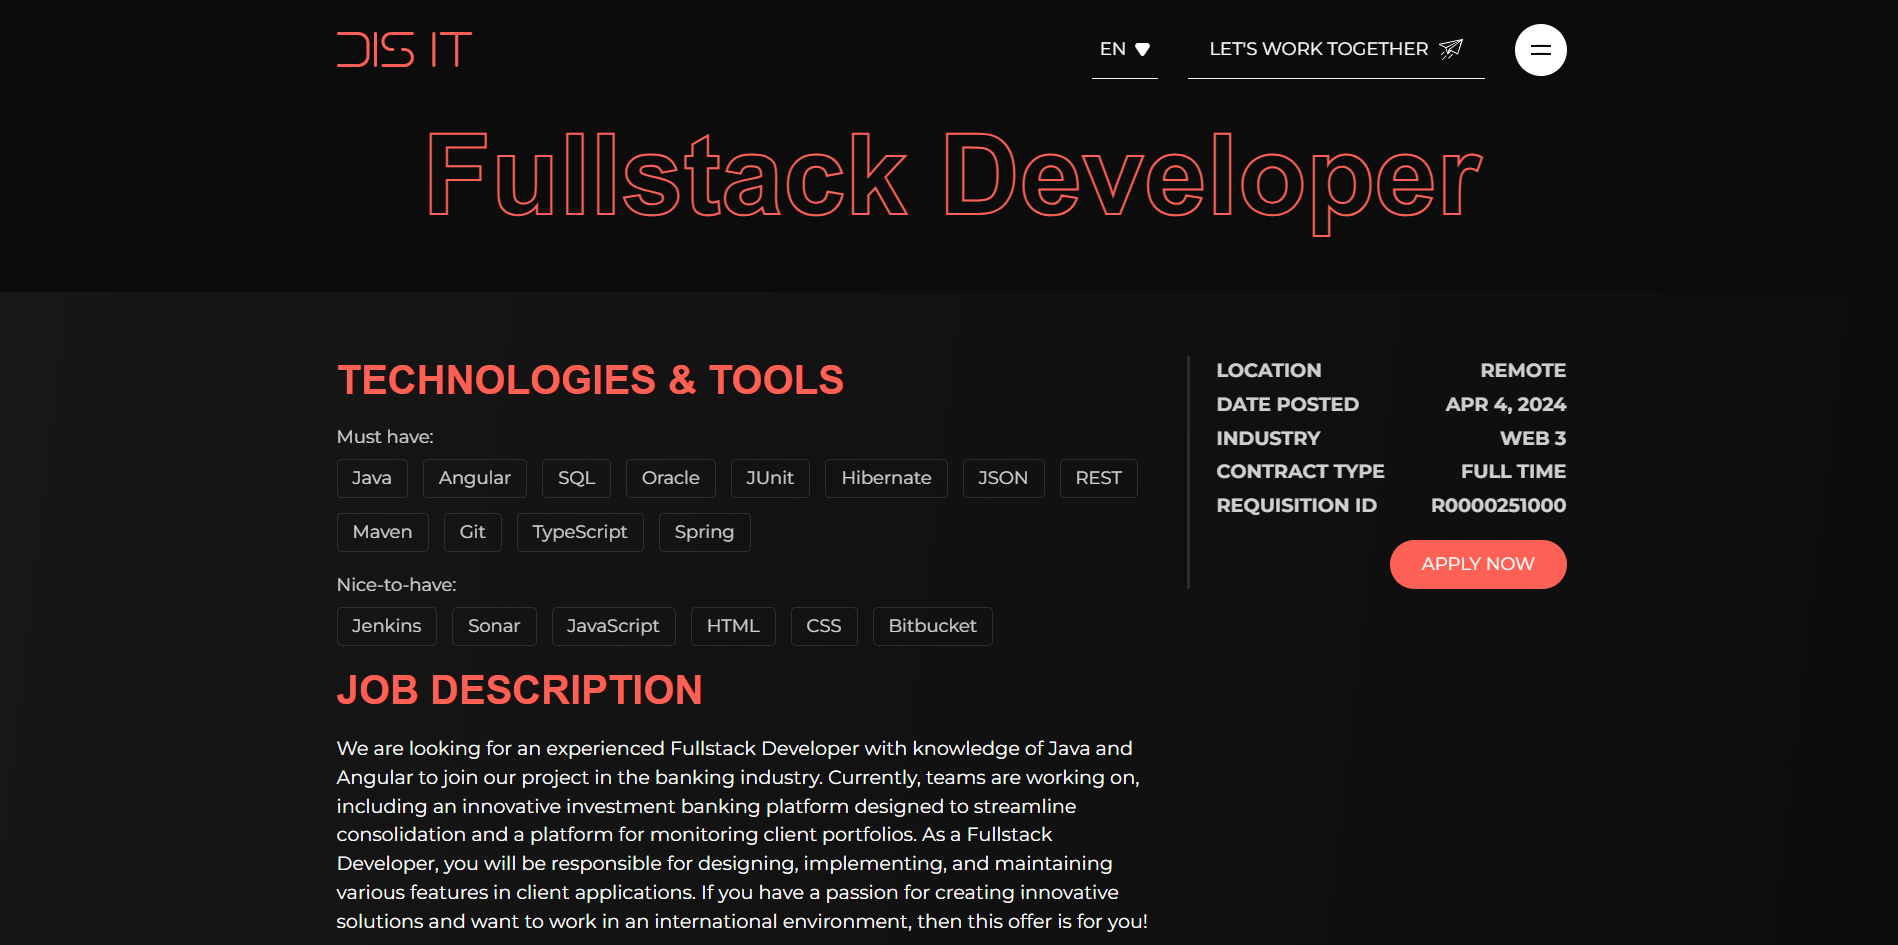 DIS IT
EN
LET'S WORK TOGETHER
Fullstack Developer
TECHNOLOGIES & TOOLS
Must have:
Java Angular SQL Oracle JUnit Hibernate JSON REST
Maven Git TypeScript Spring
Nice-to-have:
Jenkins Sonar JavaScript HTML CSS Bitbucket
JOB DESCRIPTION
We are looking for an experienced Fullstack Developer with knowledge of Java and
Angular to join our project in the banking industry. Currently, teams are working on,
including an innovative investment banking platform designed to streamline
consolidation and a platform for monitoring client portfolios. As a Fullstack
Developer, you will be responsible for designing, implementing, and maintaining
various features in client applications. If you have a passion for creating innovative
solutions and want to work in an international environment, then this offer is for you!
LOCATION REMOTE
DATE POSTED APR 4, 2024
INDUSTRY WEB 3
CONTRACT TYPE FULL TIME
REQUISITION ID R0000251000
APPLY NOW